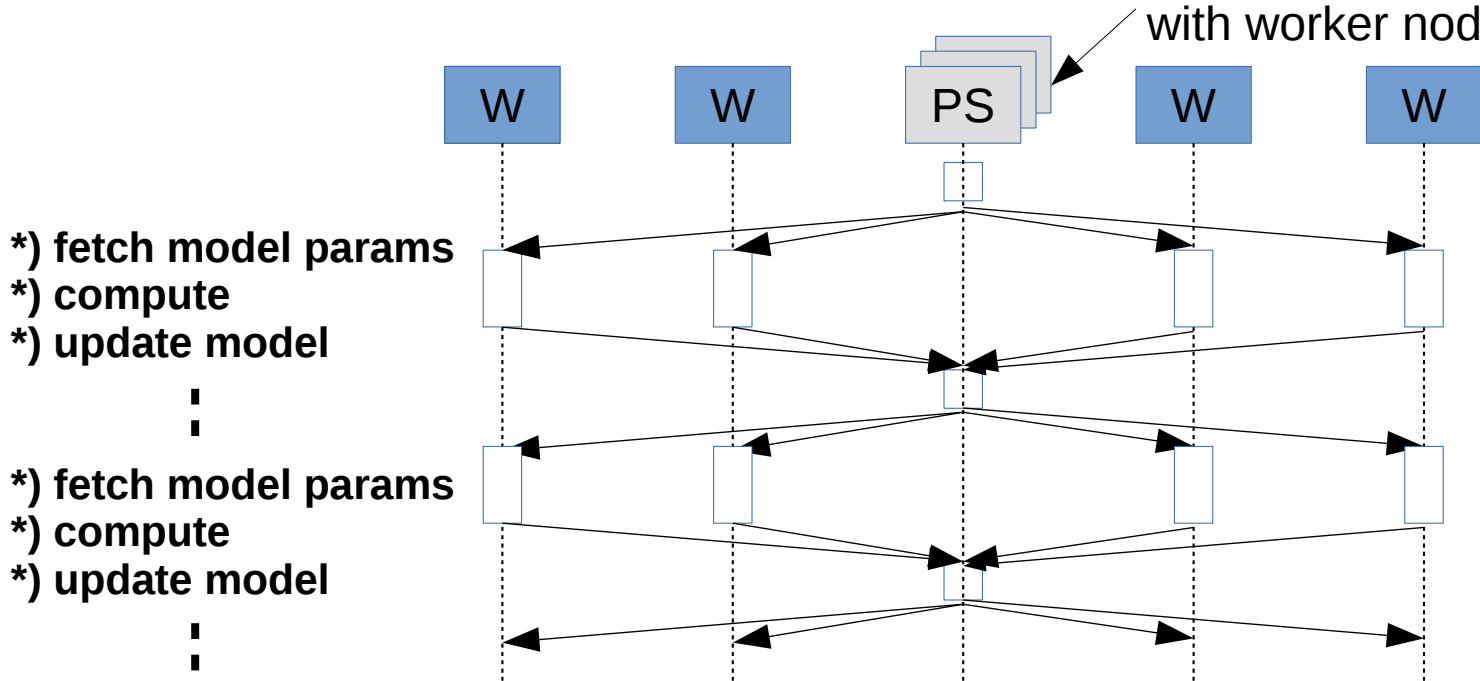 with worker nod
W W PS W W
*) fetch model params
*) compute
*) update model
*) fetch model params
*) compute
*) update model